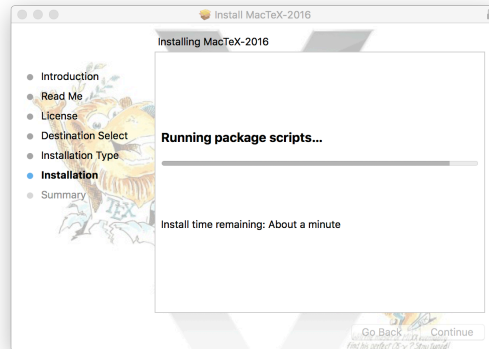 Install MacTeX-2016
Installing MacTeX-2016
Introduction
Read Me
License
Destination Select
Installation Type
Installation
Summary
TEX
Running package scripts...
Install time remaining: About a minute
Go Back
Continue